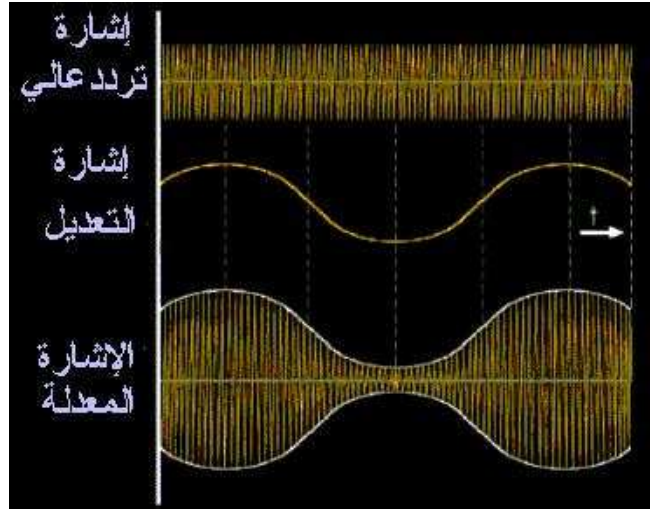 إشارة
تردد عالي
إشارة
التعديل
t
الإشارة
المعدلة